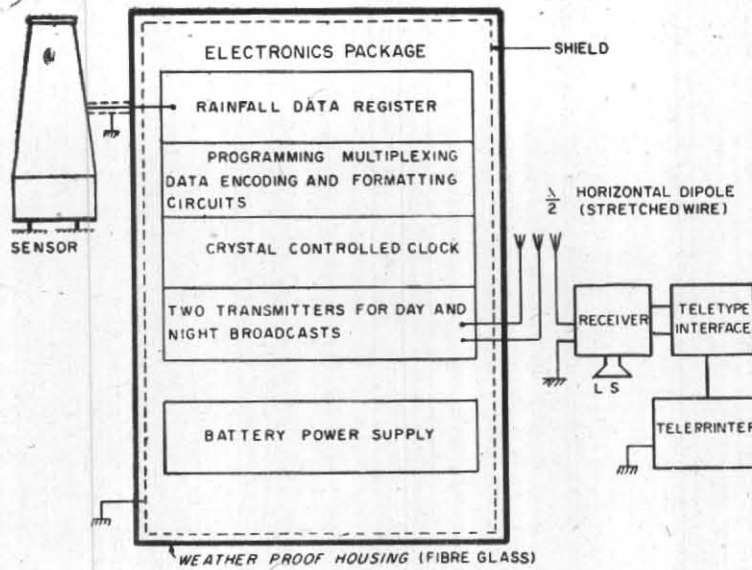 ELECTRONICS PACKAGE
SHIELD
RAINFALL DATA REGISTER
PROGRAMMING MULTIPLEXING
DATA ENCODING AND FORMATTING
CIRCUITS
CRYSTAL CONTROLLED CLOCK
TWO TRANSMITTERS FOR DAY AND
NIGHT BROADCASTS
BATTERY POWER SUPPLY
WEATHER PROOF HOUSING (FIBRE GLASS)
SENSOR
λ/2 HORIZONTAL DIPOLE
(STRETCHED WIRE)
RECEIVER
L S
TELETYPE
INTERFACE
TELEPRINTER